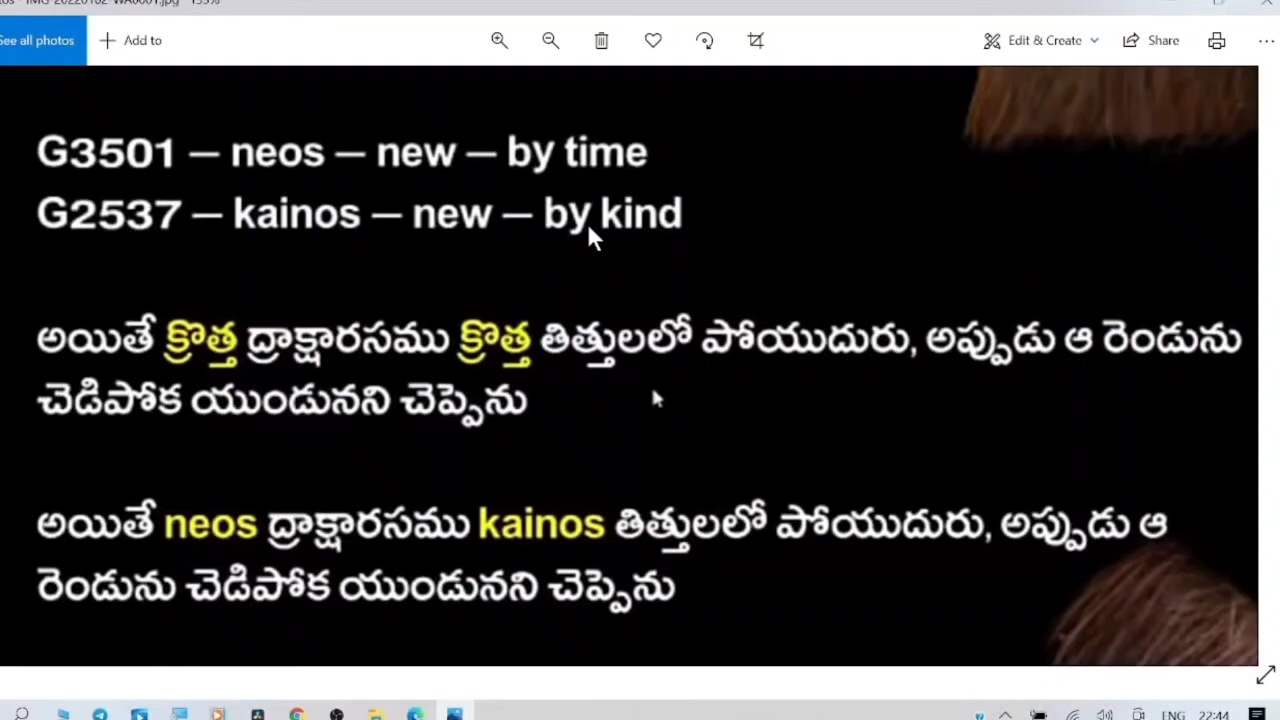 See all photos
Add to
Edit & Create
Share
G3501 – neos – new – by time
G2537 – kainos – new – by kind
అయితే క్రొత్త ద్రాక్షారసము క్రొత్త తిత్తులలో పోయుదురు, అప్పుడు ఆ రెండును
చెడిపోక యుండునని చెప్పెను
అయితే neos ద్రాక్షారసము kainos తిత్తులలో పోయుదురు, అప్పుడు ఆ
రెండును చెడిపోక యుండునని చెప్పెను
ENG
22:44